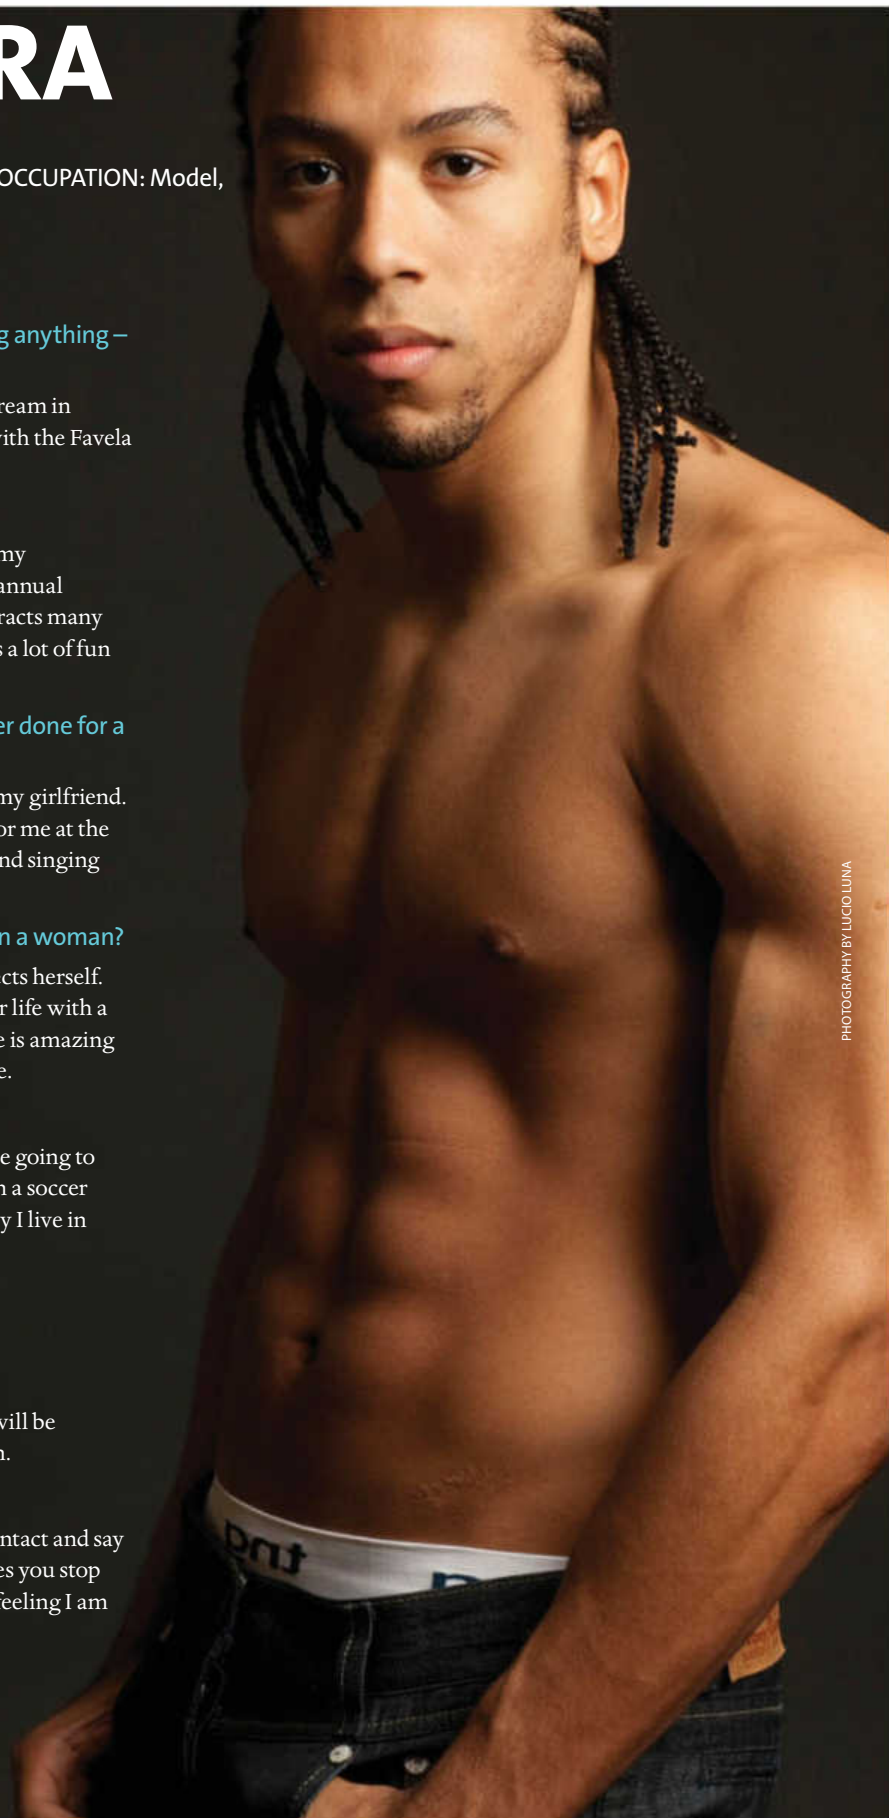 RA
OCCUPATION: Model,
g anything –
ream in
ith the Favela
my
annual
racts many
s a lot of fun
er done for a
my girlfriend.
or me at the
nd singing
n a woman?
cts herself.
r life with a
e is amazing
e.
e going to
n a soccer
y I live in
will be
n.
ntact and say
es you stop
feeling I am
PHOTOGRAPHY BY LUCIO LUNA